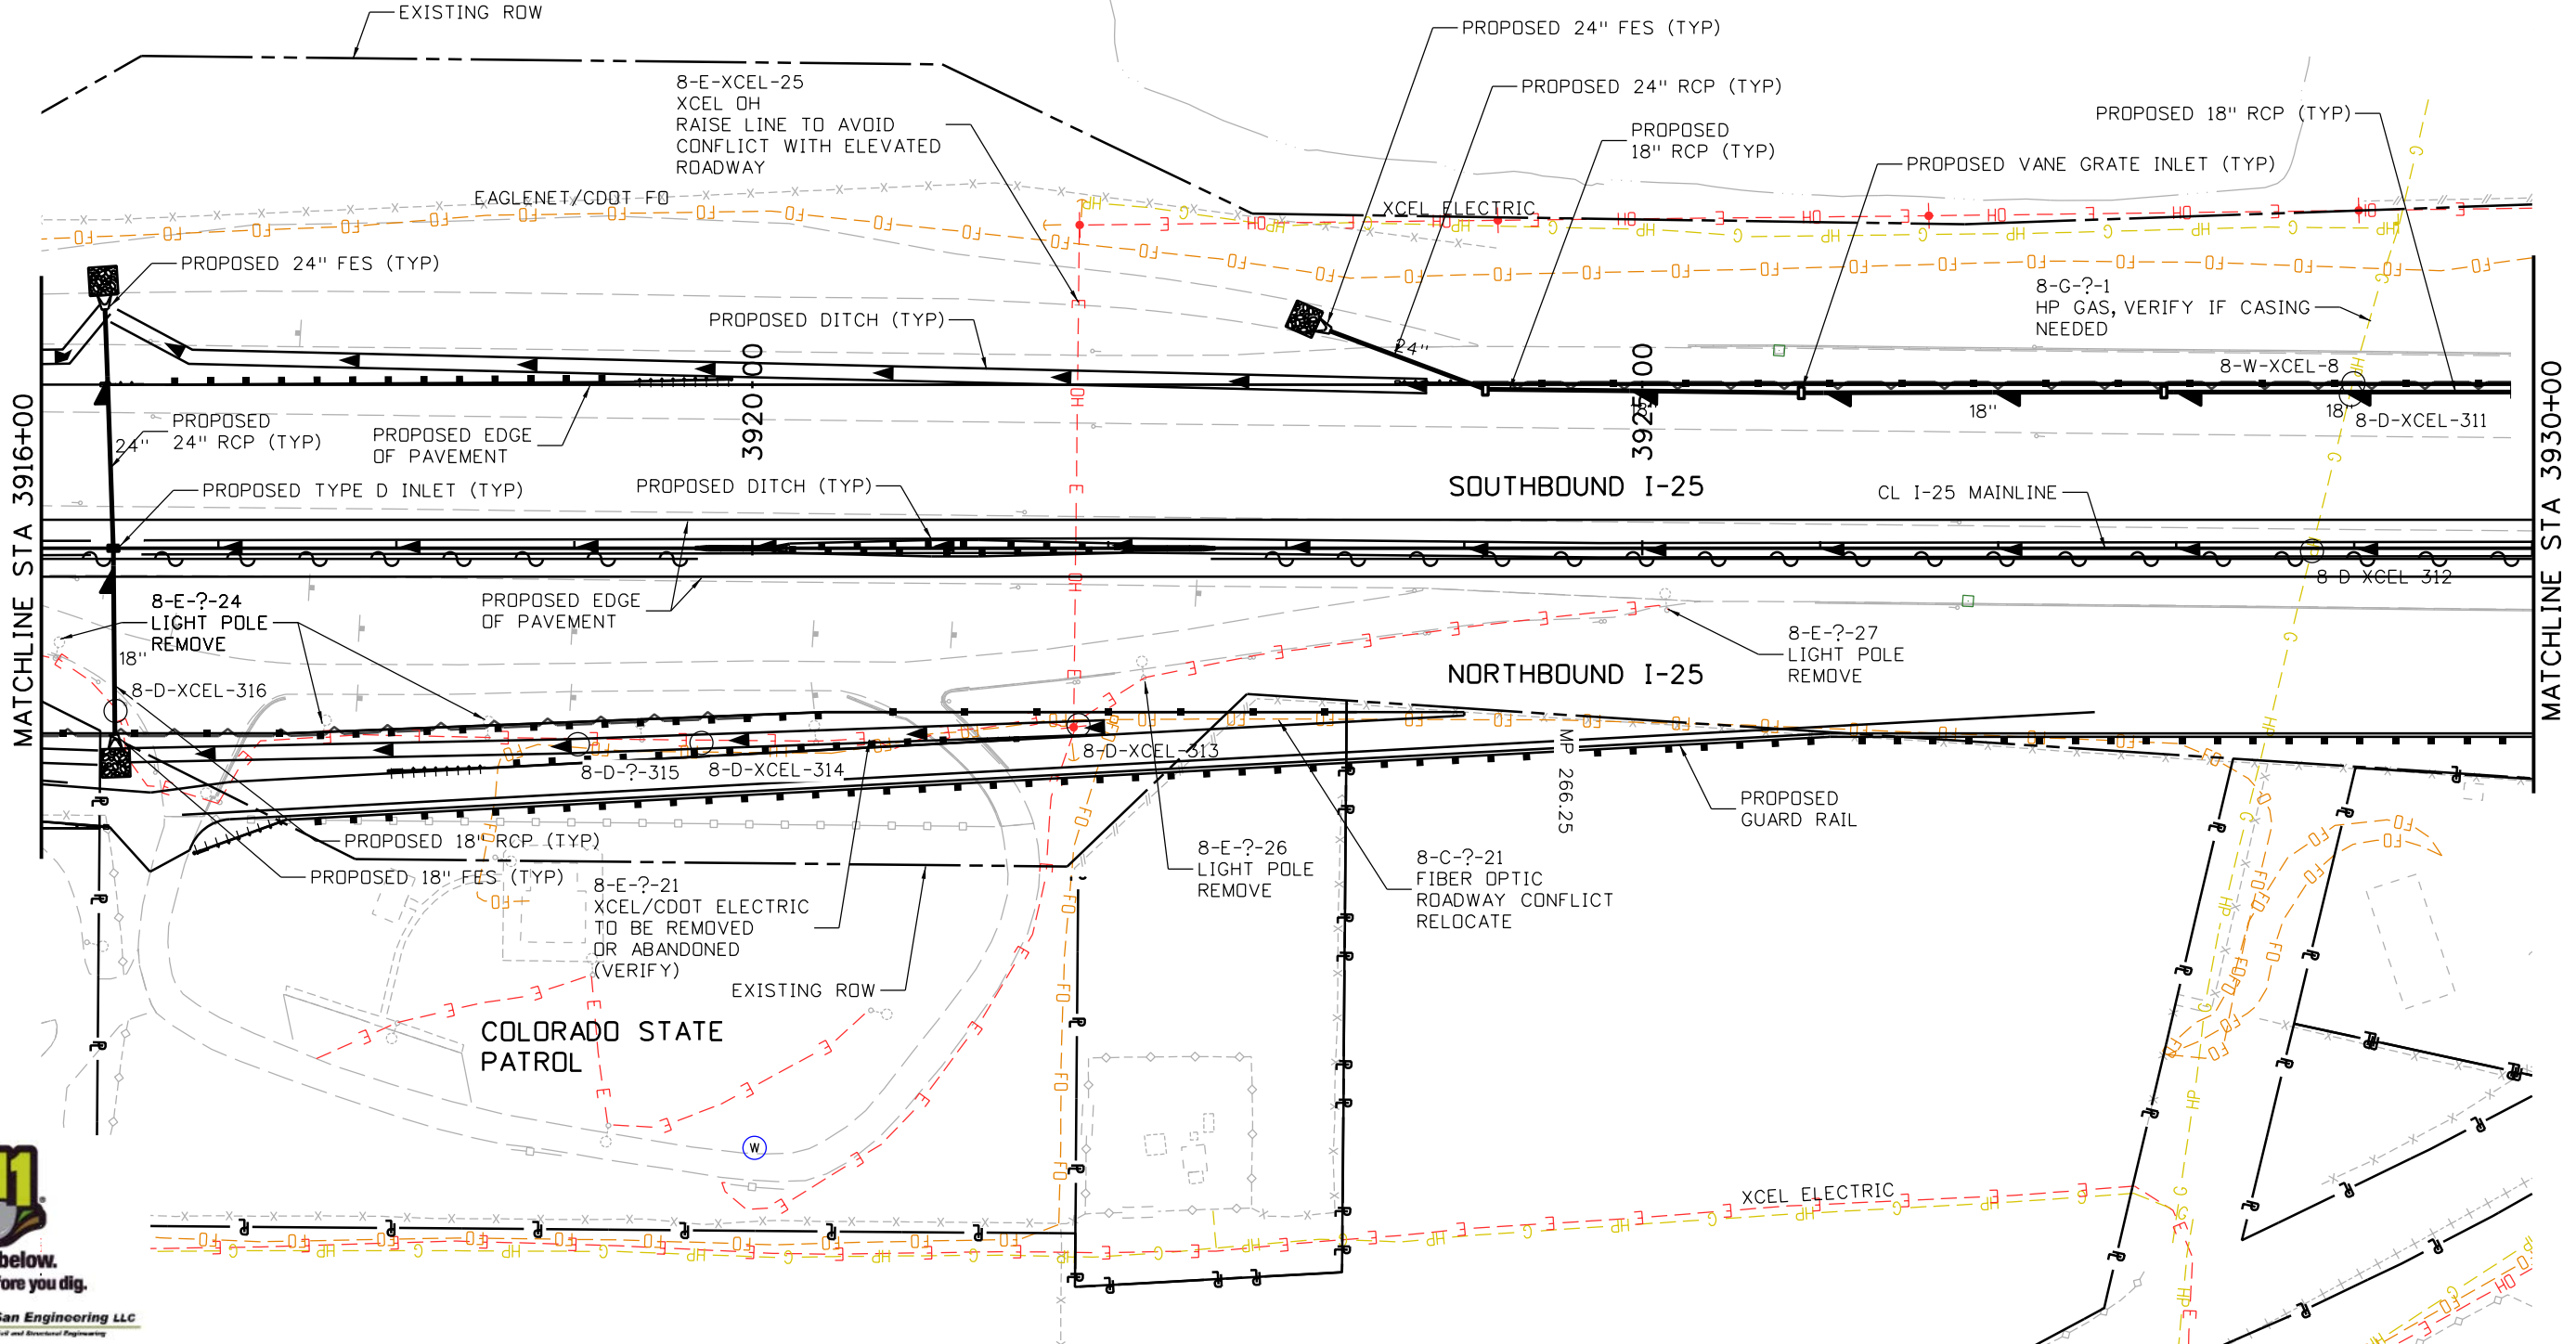 EXISTING ROW
PROPOSED 24" FES (TYP)
8-E-XCEL-25
XCEL OH
RAISE LINE TO AVOID
CONFLICT WITH ELEVATED
ROADWAY
PROPOSED 24" RCP (TYP)
PROPOSED
18" RCP (TYP)
PROPOSED 18" RCP (TYP)
PROPOSED VANE GRATE INLET (TYP)
EAGLENET/CDOT FO
XCEL ELECTRIC
PROPOSED 24" FES (TYP)
8-G-?-1
HP GAS, VERIFY IF CASING
NEEDED
PROPOSED DITCH (TYP)
24"
8-W-XCEL-8
3920+00
3925+00
18"
18"
18"
8-D-XCEL-311
PROPOSED
24" RCP (TYP)
24"
PROPOSED EDGE
OF PAVEMENT
MATCHLINE STA 3916+00
MATCHLINE STA 3930+00
PROPOSED TYPE D INLET (TYP)
PROPOSED DITCH (TYP)
SOUTHBOUND I-25
CL I-25 MAINLINE
8-D-XCEL-312
8-E-?-24
LIGHT POLE
REMOVE
PROPOSED EDGE
OF PAVEMENT
18"
8-E-?-27
LIGHT POLE
REMOVE
NORTHBOUND I-25
8-D-XCEL-316
8-D-XCEL-313
8-D-?-315
8-D-XCEL-314
MP 266.25
PROPOSED
GUARD RAIL
PROPOSED 18" RCP (TYP)
PROPOSED 18" FES (TYP)
8-E-?-21
XCEL/CDOT ELECTRIC
TO BE REMOVED
OR ABANDONED
(VERIFY)
8-E-?-26
LIGHT POLE
REMOVE
8-C-?-21
FIBER OPTIC
ROADWAY CONFLICT
RELOCATE
EXISTING ROW
COLORADO STATE
PATROL
W
XCEL ELECTRIC
below.
fore you dig.
San Engineering LLC